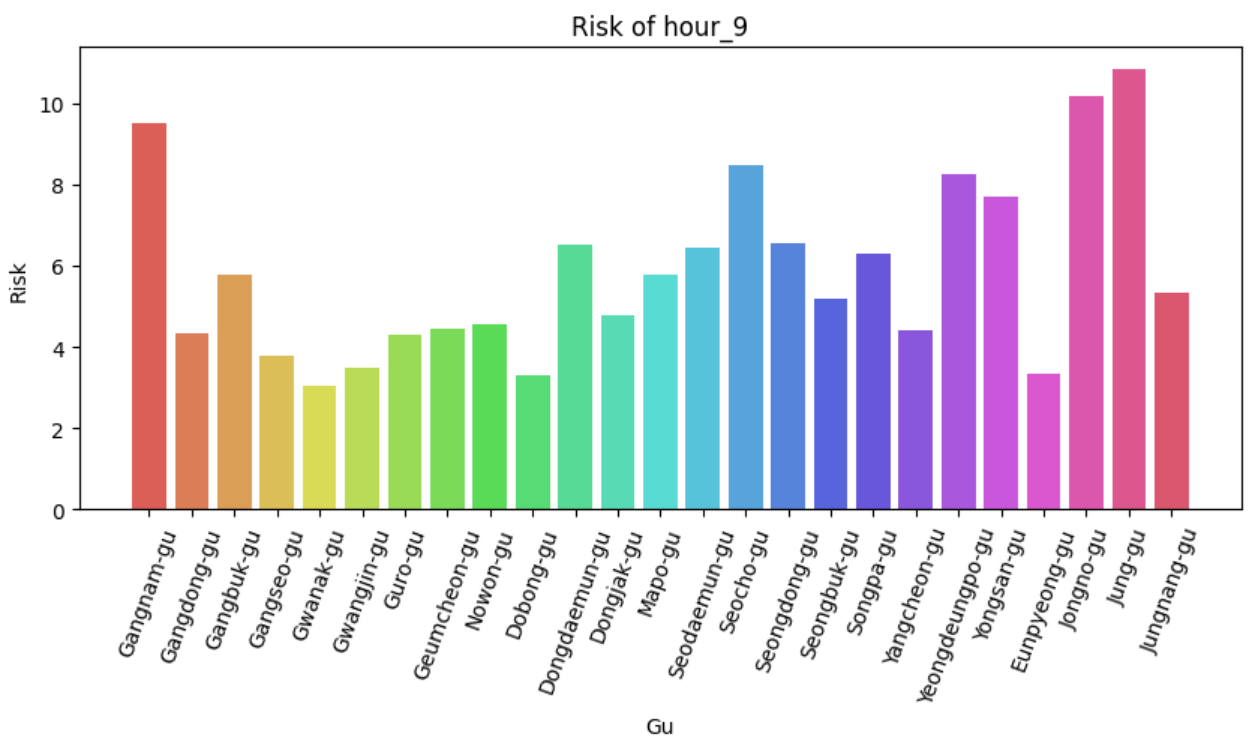 Risk of hour_9
Risk
10
8
6
4
2
0
Gangnam-gu
Gangdong-gu
Gangbuk-gu
Gangseo-gu
Gwanak-gu
Gwangjin-gu
Guro-gu
Geumcheon-gu
Nowon-gu
Dobong-gu
Dongdaemun-gu
Dongjak-gu
Mapo-gu
Seodaemun-gu
Seocho-gu
Seongdong-gu
Seongbuk-gu
Songpa-gu
Yangcheon-gu
Yeongdeungpo-gu
Yongsan-gu
Eunpyeong-gu
Jongno-gu
Jung-gu
Jungnang-gu
Gu